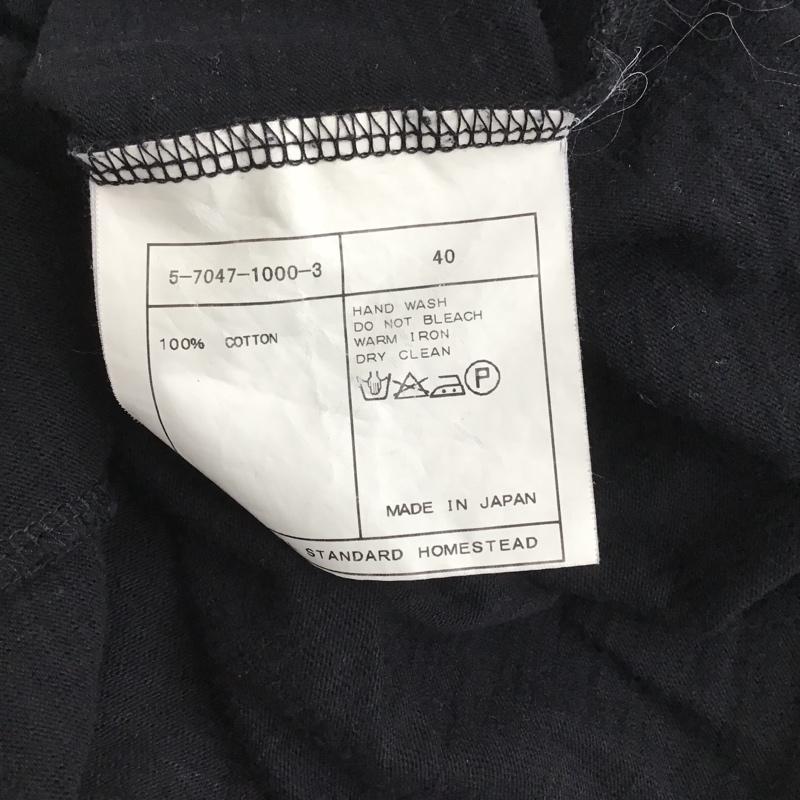 5-7047-1000-3
40
100% COTTON
HAND WASH
DO NOT BLEACH
WARM IRON
DRY CLEAN
P
MADE IN JAPAN
STANDARD HOMESTEAD